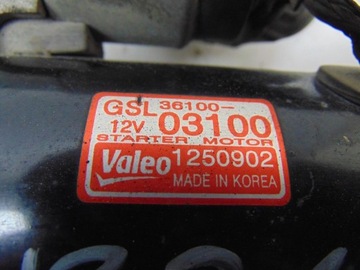 GSL 36100-
12V 03100
STARTER MOTOR
Valeo 1250902
MADE IN KOREA